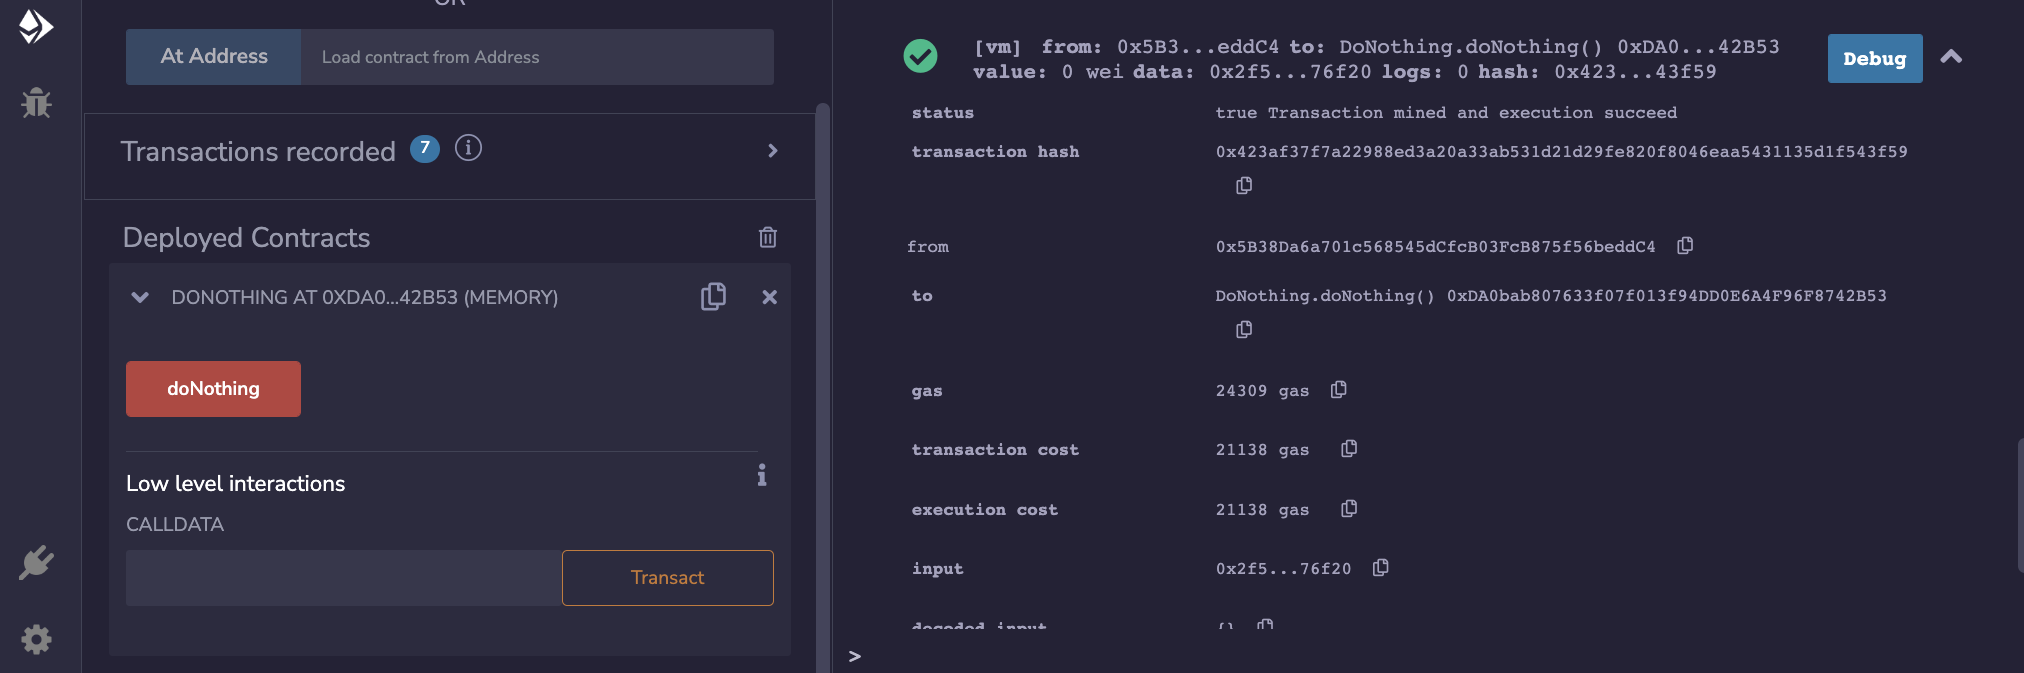 OR
At Address
Load contract from Address
Transactions recorded 7
Deployed Contracts
DONOTHING AT 0XDA0...42B53 (MEMORY)
doNothing
Low level interactions
CALLDATA
Transact
[vm] from: 0x5B3...eddC4 to: DoNothing.doNothing() 0xDA0...42B53
value: 0 wei data: 0x2f5...76f20 logs: 0 hash: 0x423...43f59
Debug
status true Transaction mined and execution succeed
transaction hash 0x423af37f7a22988ed3a20a33ab531d21d29fe820f8046eaa5431135d1f543f59
from 0x5B38Da6a701c568545dCfcB03FcB875f56beddC4
to DoNothing.doNothing() 0xDA0bab807633f07f013f94DD0E6A4F96F8742B53
gas 24309 gas
transaction cost 21138 gas
execution cost 21138 gas
input 0x2f5...76f20
decoded input {}
>